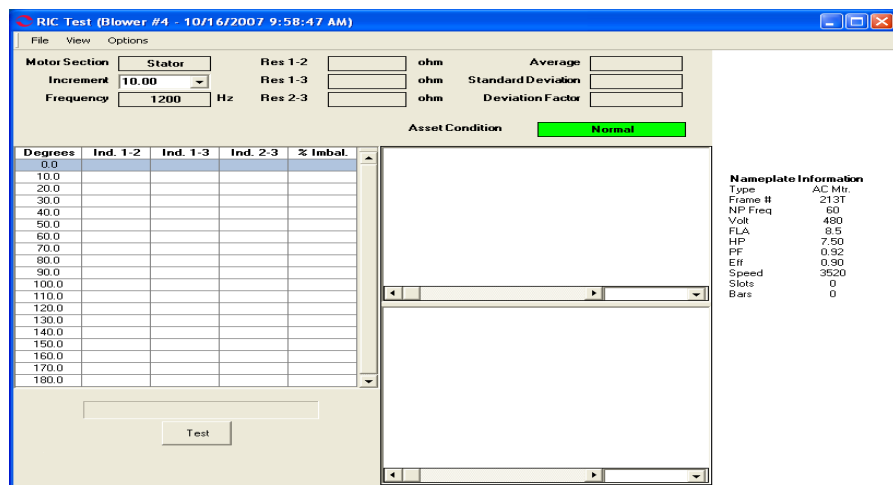 RIC Test (Blower #4 - 10/16/2007 9:58:47 AM)
File View Options
Motor Section Stator Res 1-2 ohm Average
Increment 10.00 Res 1-3 ohm Standard Deviation
Frequency 1200 Hz Res 2-3 ohm Deviation Factor
Asset Condition Normal
Degrees Ind. 1-2 Ind. 1-3 Ind. 2-3 % Imbal.
0.0
10.0
20.0
30.0
40.0
50.0
60.0
70.0
80.0
90.0
100.0
110.0
120.0
130.0
140.0
150.0
160.0
170.0
180.0
Test
Nameplate Information
Type AC Mtr.
Frame # 213T
NP Freq 60
Volt 480
FLA 8.5
HP 7.50
PF 0.92
Eff 0.90
Speed 3520
Slots 0
Bars 0